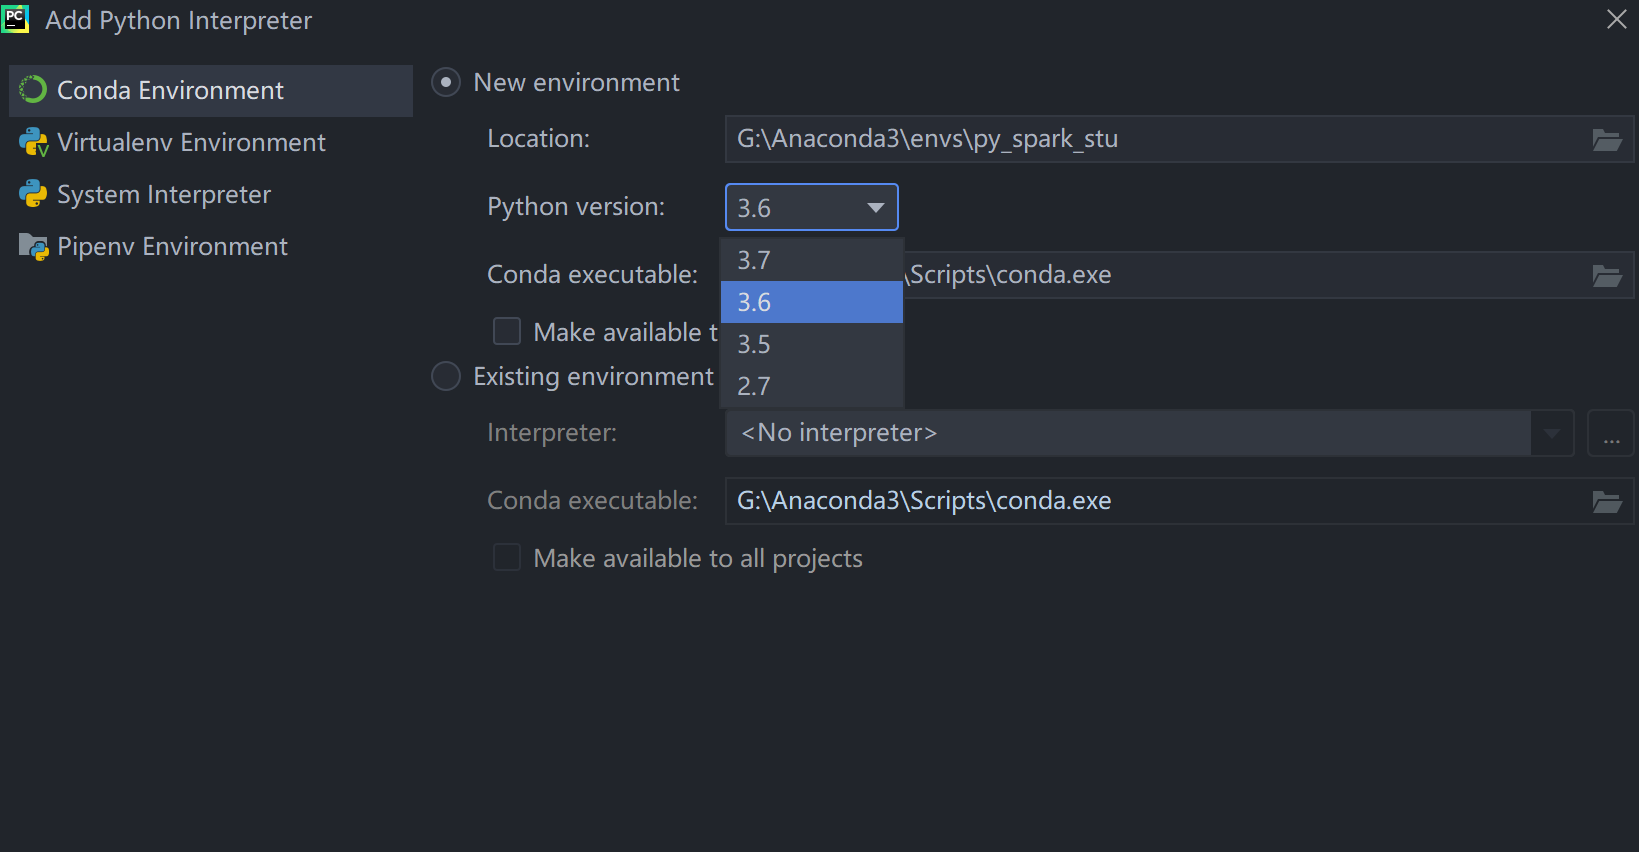 PC Add Python Interpreter
Conda Environment
Virtualenv Environment
System Interpreter
Pipenv Environment
New environment
Location: G:\Anaconda3\envs\py_spark_stu
Python version: 3.6
3.7
3.6
3.5
2.7
Conda executable: \Scripts\conda.exe
Make available t
Existing environment
Interpreter: <No interpreter> ...
Conda executable: G:\Anaconda3\Scripts\conda.exe
Make available to all projects